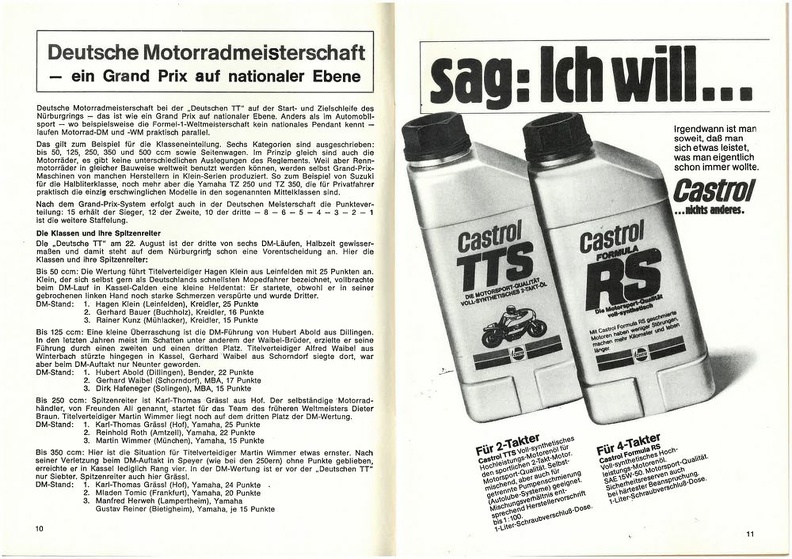 Deutsche Motorradmeisterschaft
— ein Grand Prix auf nationaler Ebene
Deutsche Motorradmeisterschaft bei der „Deutschen TT" auf der Start- und Zielschleife des
Nürburgrings — das ist wie ein Grand Prix auf nationaler Ebene. Anders als im Automobil-
sport — wo beispielsweise die Formel-1-Weltmeisterschaft kein nationales Pendant kennt —
laufen Motorrad-DM und -WM praktisch parallel.
Das gilt zum Beispiel für die Klasseneinteilung. Sechs Kategorien sind ausgeschrieben:
bis 50, 125, 250, 350 und 500 ccm sowie Seitenwagen. Im Prinzip gleich sind auch die
Motorräder, es gibt keine unterschiedlichen Auslegungen des Reglements. Weil aber Renn-
motorräder in gleicher Bauweise weltweit benutzt werden können, werden selbst Grand-Prix-
Maschinen von manchen Herstellern in Klein-Serien produziert. So zum Beispiel von Suzuki
für die Halbliterklasse, noch mehr aber die Yamaha TZ 250 und TZ 350, die für Privatfahrer
praktisch die einzig erschwinglichen Modelle in den sogenannten Mittelklassen sind.
Nach dem Grand-Prix-System erfolgt auch in der Deutschen Meisterschaft die Punktever-
teilung: 15 erhält der Sieger, 12 der Zweite, 10 der dritte — 8 — 6 — 5 — 4 — 3 — 2 — 1
ist die weitere Staffelung.
Die Klassen und ihre Spitzenreiter
Die „Deutsche TT" am 22. August ist der dritte von sechs DM-Läufen, Halbzeit gewisser-
maßen und damit steht auf dem Nürburgring schon eine Vorentscheidung an. Hier die
Klassen und ihre Spitzenreiter:
Bis 50 ccm: Die Wertung führt Titelverteidiger Hagen Klein aus Leinfelden mit 25 Punkten an.
Klein, der sich selbst gern als Deutschlands schnellsten Mopedfahrer bezeichnet, vollbrachte
beim DM-Lauf in Kassel-Calden eine kleine Heldentat: Er startete, obwohl er in seiner
gebrochenen linken Hand noch starke Schmerzen verspürte und wurde Dritter.
DM-Stand: 1. Hagen Klein (Leinfelden), Kreidler, 25 Punkte
2. Gerhard Bauer (Buchholz), Kreidler, 16 Punkte
3. Rainer Kunz (Mühlacker), Kreidler, 15 Punkte
Bis 125 ccm: Eine kleine Überraschung ist die DM-Führung von Hubert Abold aus Dillingen.
In den letzten Jahren meist im Schatten unter anderem der Waibel-Brüder, erzielte er seine
Führung durch einen zweiten und einen dritten Platz. Titelverteidiger Alfred Waibel aus
Winterbach stürzte hingegen in Kassel, Gerhard Waibel aus Schorndorf siegte dort, war
aber beim DM-Auftakt nur Neunter geworden.
DM-Stand: 1. Hubert Abold (Dillingen), Bender, 22 Punkte
2. Gerhard Waibel (Schorndorf), MBA, 17 Punkte
3. Dirk Hafeneger (Solingen), MBA, 15 Punkte
Bis 250 ccm: Spitzenreiter ist Karl-Thomas Grässl aus Hof. Der selbständige Motorrad-
händler, von Freunden Ali genannt, startet für das Team des früheren Weltmeisters Dieter
Braun. Titelverteidiger Martin Wimmer liegt noch auf dem dritten Platz der DM-Wertung.
DM-Stand: 1. Karl-Thomas Grässl (Hof), Yamaha, 25 Punkte
2. Reinhold Roth (Amtzell), Yamaha, 22 Punkte
3. Martin Wimmer (München), Yamaha, 15 Punkte
Bis 350 ccm: Hier ist die Situation für Titelverteidiger Martin Wimmer etwas ernster. Nach
seiner Verletzung beim DM-Auftakt in Speyer (wie bei den 250ern) ohne Punkte geblieben,
erreichte er in Kassel lediglich Rang vier. In der DM-Wertung ist er vor der „Deutschen TT"
nur Siebter. Spitzenreiter auch hier Grässl.
DM-Stand: 1. Karl-Thomas Grässl (Hof), Yamaha, 24 Punkte
2. Mladen Tomic (Frankfurt), Yamaha, 20 Punkte
3. Manfred Herweh (Lampertheim), Yamaha
Gustav Reiner (Bietigheim), Yamaha, je 15 Punkte
10
sag: Ich will...
Irgendwann ist man
soweit, daß man
sich etwas leistet,
was man eigentlich
schon immer wollte.
Castrol
...nichts anderes.
Castrol
TTS
DIE MOTORSPORT-QUALITÄT
VOLL-SYNTHETISCHES 2-TAKT-ÖL
Castrol
FORMULA
RS
Die Motorsport-Qualität
voll-synthetisch
Mit Castrol Formula RS geschmierte
Motoren haben weniger Störungen,
machen mehr Kilometer und leben
länger.
Für 2-Takter
Castrol TTS Voll-synthetisches
Hochleistungs-Motorenöl für
den sportlichen 2-Takt-Motor.
Motorsport-Qualität. Selbst-
mischend, aber auch für
getrennte Pumpenschmierung
(Autolube-Systeme) geeignet.
Mischungsverhältnis ent-
sprechend Herstellervorschrift
bis 1:100.
1-Liter-Schraubverschluß-Dose.
Für 4-Takter
Castrol Formula RS
Voll-synthetisches Hoch-
leistungs-Motorenöl.
SAE 15W-50. Motorsport-Qualität.
Sicherheitsreserven auch
bei härtester Beanspruchung.
1-Liter-Schraubverschluß-Dose.
11